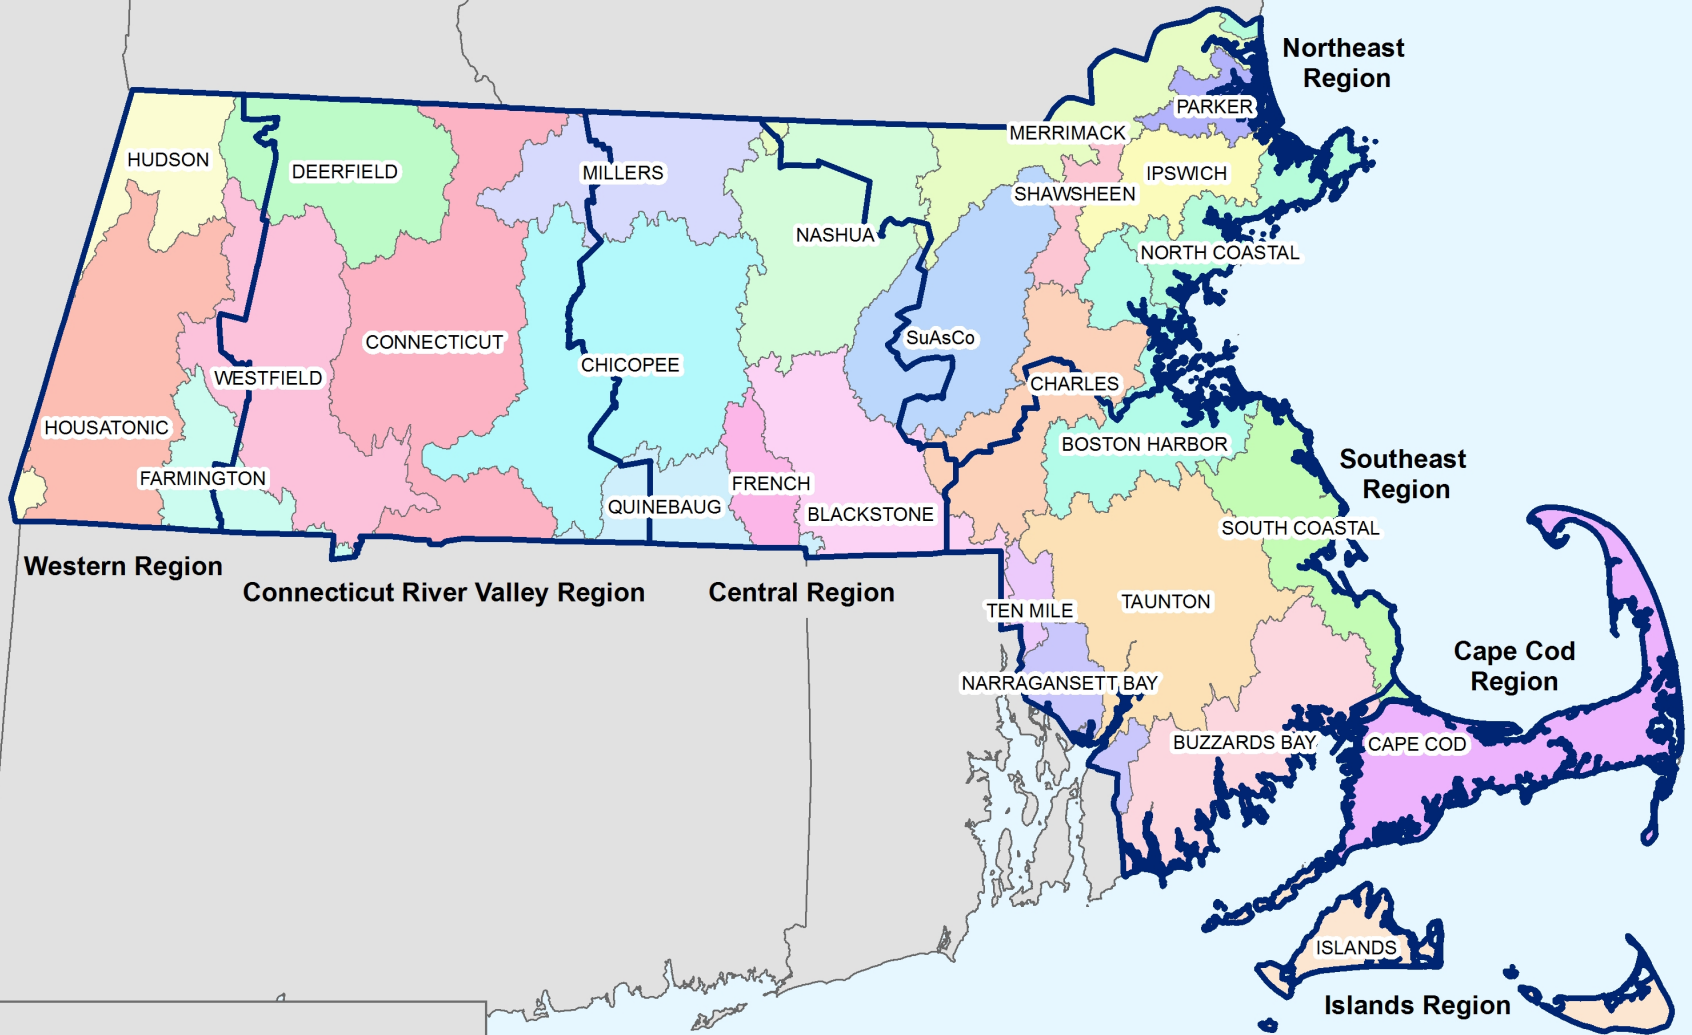 Northeast
Region
PARKER
MERRIMACK
HUDSON
DEERFIELD
MILLERS
IPSWICH
SHAWSHEEN
NASHUA
NORTH COASTAL
SuAsCo
CONNECTICUT
CHICOPEE
WESTFIELD
CHARLES
HOUSATONIC
BOSTON HARBOR
Southeast
Region
FARMINGTON
FRENCH
QUINEBAUG
BLACKSTONE
SOUTH COASTAL
Western Region
Connecticut River Valley Region
Central Region
TEN MILE
TAUNTON
Cape Cod
Region
NARRAGANSETT BAY
BUZZARDS BAY
CAPE COD
ISLANDS
Islands Region